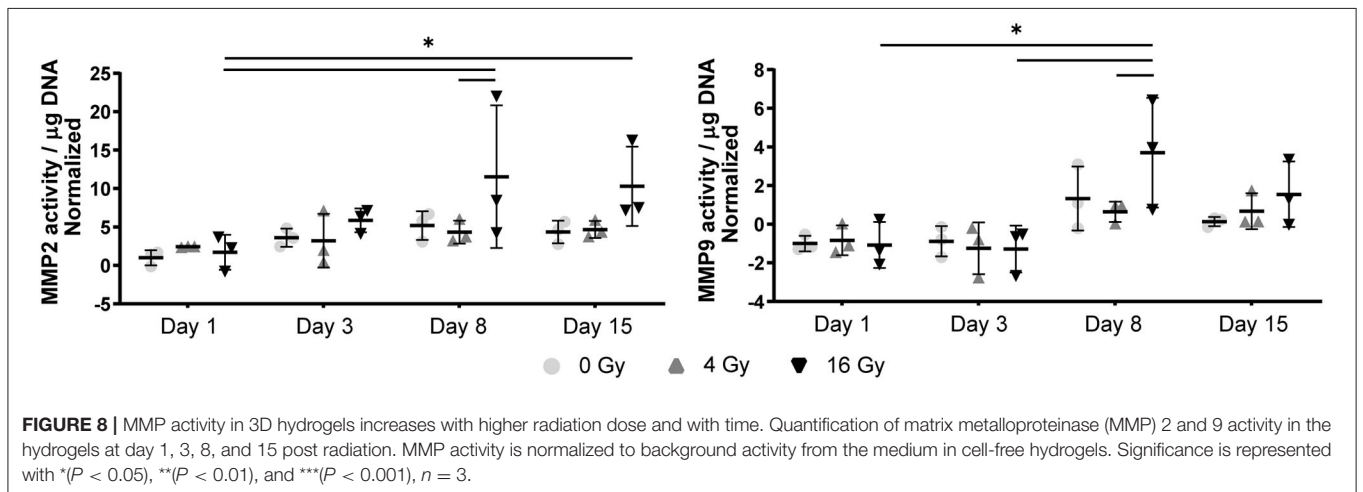 *
25
20
15
10
5
0
-5
MMP2 activity / μg DNA
Normalized
Day 1 Day 3 Day 8 Day 15
*
8
6
4
2
0
-2
-4
MMP9 activity / μg DNA
Normalized
Day 1 Day 3 Day 8 Day 15
0 Gy 4 Gy 16 Gy
FIGURE 8 | MMP activity in 3D hydrogels increases with higher radiation dose and with time. Quantification of matrix metalloproteinase (MMP) 2 and 9 activity in the
hydrogels at day 1, 3, 8, and 15 post radiation. MMP activity is normalized to background activity from the medium in cell-free hydrogels. Significance is represented
with *(P < 0.05), **(P < 0.01), and ***(P < 0.001), n = 3.